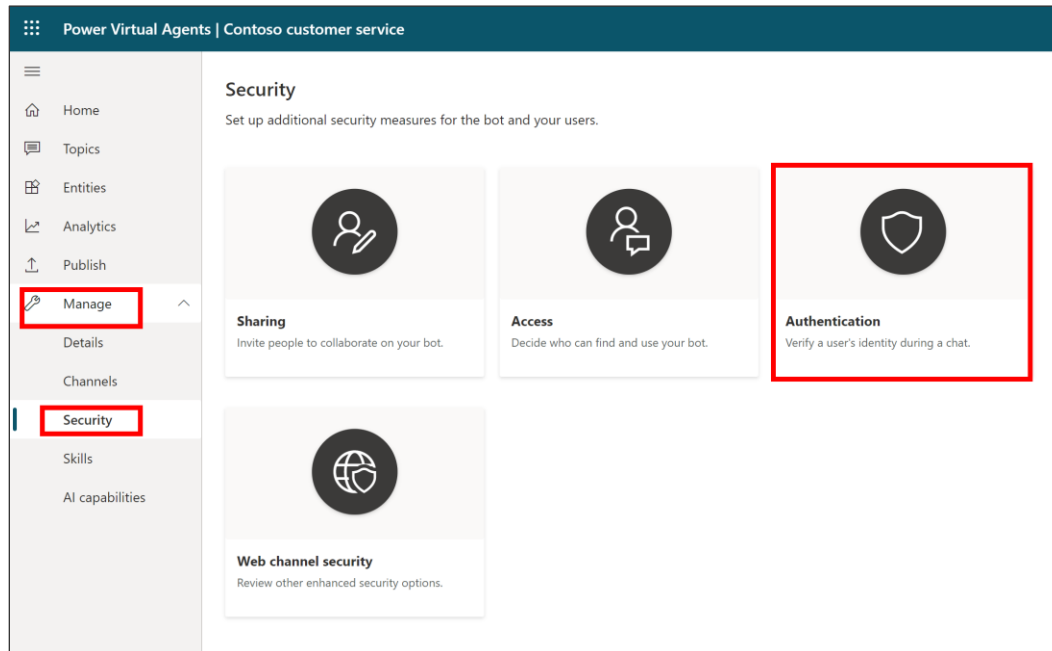 Power Virtual Agents | Contoso customer service
Home
Topics
Entities
Analytics
Publish
Manage
Details
Channels
Security
Skills
AI capabilities
Security
Set up additional security measures for the bot and your users.
Sharing
Invite people to collaborate on your bot.
Access
Decide who can find and use your bot.
Authentication
Verify a user's identity during a chat.
Web channel security
Review other enhanced security options.